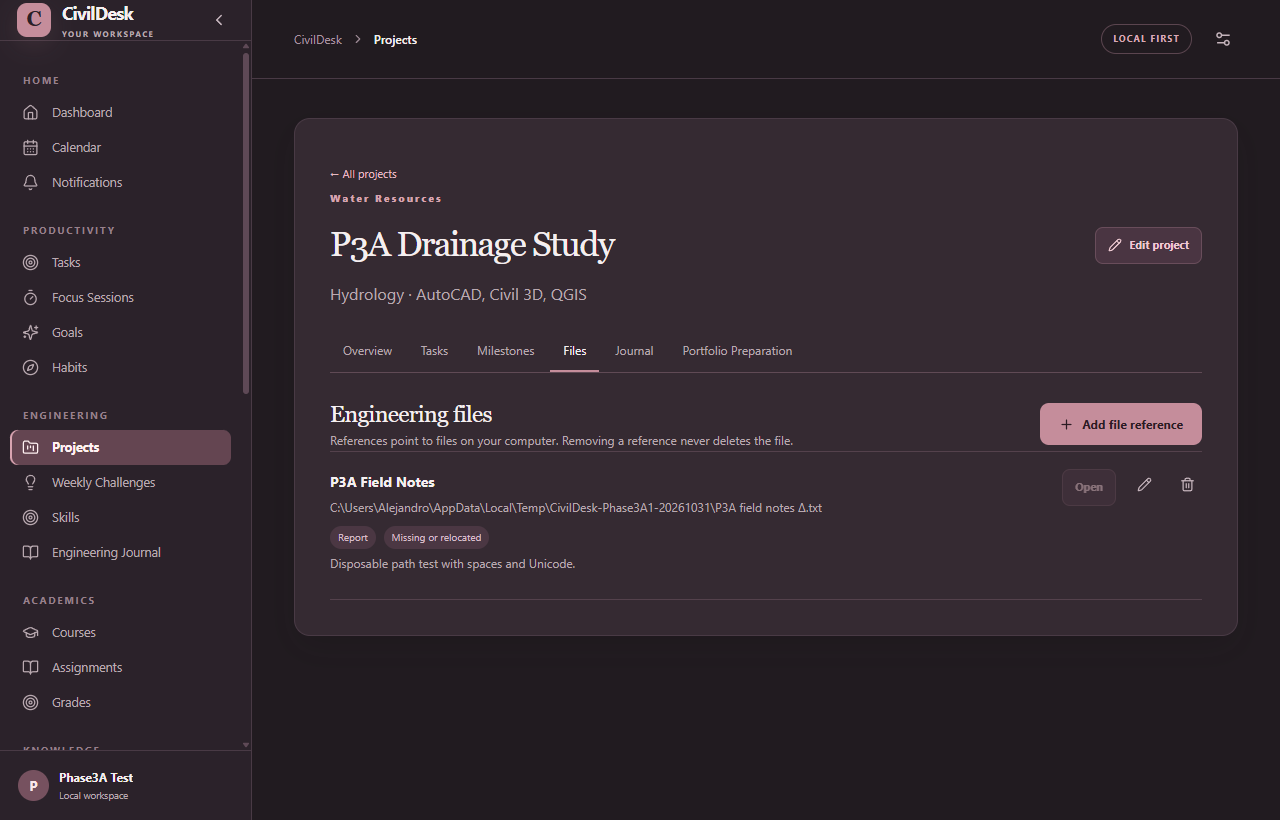 C
CivilDesk
YOUR WORKSPACE
HOME
Dashboard
Calendar
Notifications
PRODUCTIVITY
Tasks
Focus Sessions
Goals
Habits
ENGINEERING
Projects
Weekly Challenges
Skills
Engineering Journal
ACADEMICS
Courses
Assignments
Grades
KNOWLEDGE
P
Phase3A Test
Local workspace
CivilDesk > Projects
LOCAL FIRST
← All projects
Water Resources
P3A Drainage Study
Edit project
Hydrology · AutoCAD, Civil 3D, QGIS
Overview Tasks Milestones Files Journal Portfolio Preparation
Engineering files
References point to files on your computer. Removing a reference never deletes the file.
+ Add file reference
P3A Field Notes
Open
C:\Users\Alejandro\AppData\Local\Temp\CivilDesk-Phase3A1-20261031\P3A field notes Δ.txt
Report Missing or relocated
Disposable path test with spaces and Unicode.